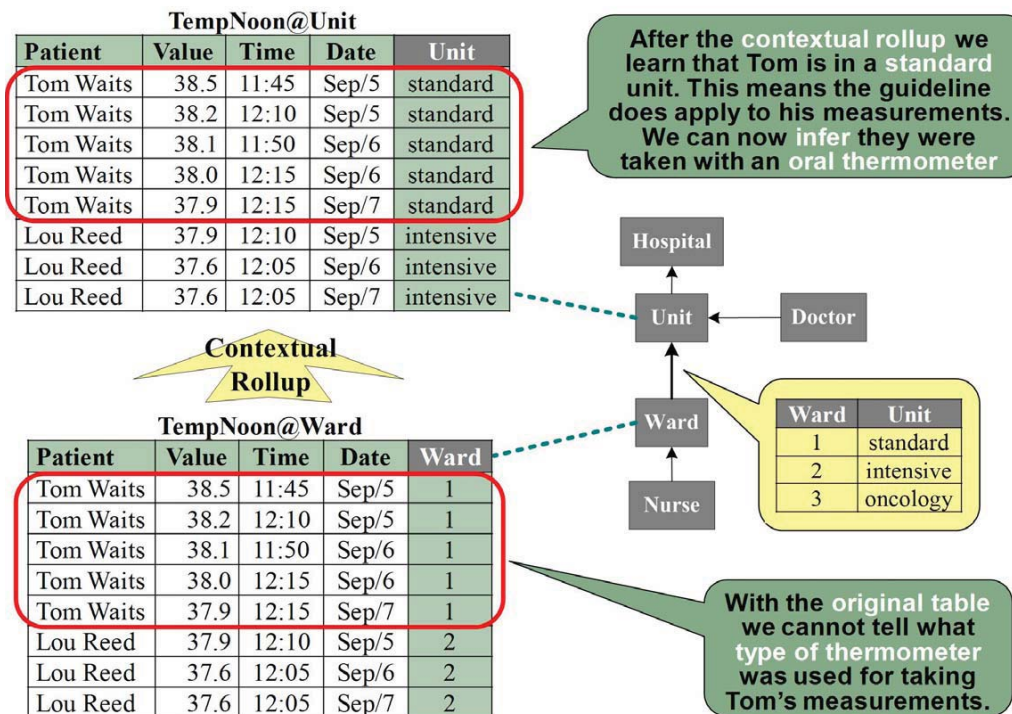 TempNoon@Unit
Patient Value Time Date Unit
Tom Waits 38.5 11:45 Sep/5 standard
Tom Waits 38.2 12:10 Sep/5 standard
Tom Waits 38.1 11:50 Sep/6 standard
Tom Waits 38.0 12:15 Sep/6 standard
Tom Waits 37.9 12:15 Sep/7 standard
Lou Reed 37.9 12:10 Sep/5 intensive
Lou Reed 37.6 12:05 Sep/6 intensive
Lou Reed 37.6 12:05 Sep/7 intensive
After the contextual rollup we
learn that Tom is in a standard
unit. This means the guideline
does apply to his measurements.
We can now infer they were
taken with an oral thermometer
Hospital
Unit
Doctor
Ward
Nurse
Ward Unit
1 standard
2 intensive
3 oncology
Contextual
Rollup
TempNoon@Ward
Patient Value Time Date Ward
Tom Waits 38.5 11:45 Sep/5 1
Tom Waits 38.2 12:10 Sep/5 1
Tom Waits 38.1 11:50 Sep/6 1
Tom Waits 38.0 12:15 Sep/6 1
Tom Waits 37.9 12:15 Sep/7 1
Lou Reed 37.9 12:10 Sep/5 2
Lou Reed 37.6 12:05 Sep/6 2
Lou Reed 37.6 12:05 Sep/7 2
With the original table
we cannot tell what
type of thermometer
was used for taking
Tom's measurements.